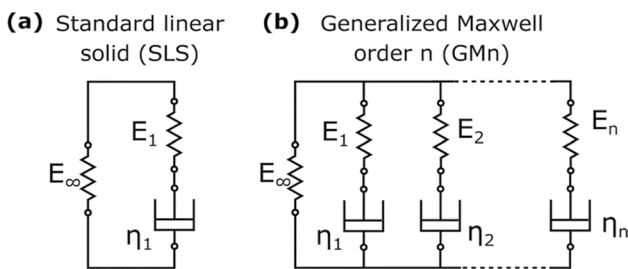 (a) Standard linear
solid (SLS)
E∞
E₁
η₁
(b) Generalized Maxwell
order n (GMn)
E∞
E₁
E₂
Eₙ
η₁
η₂
ηₙ